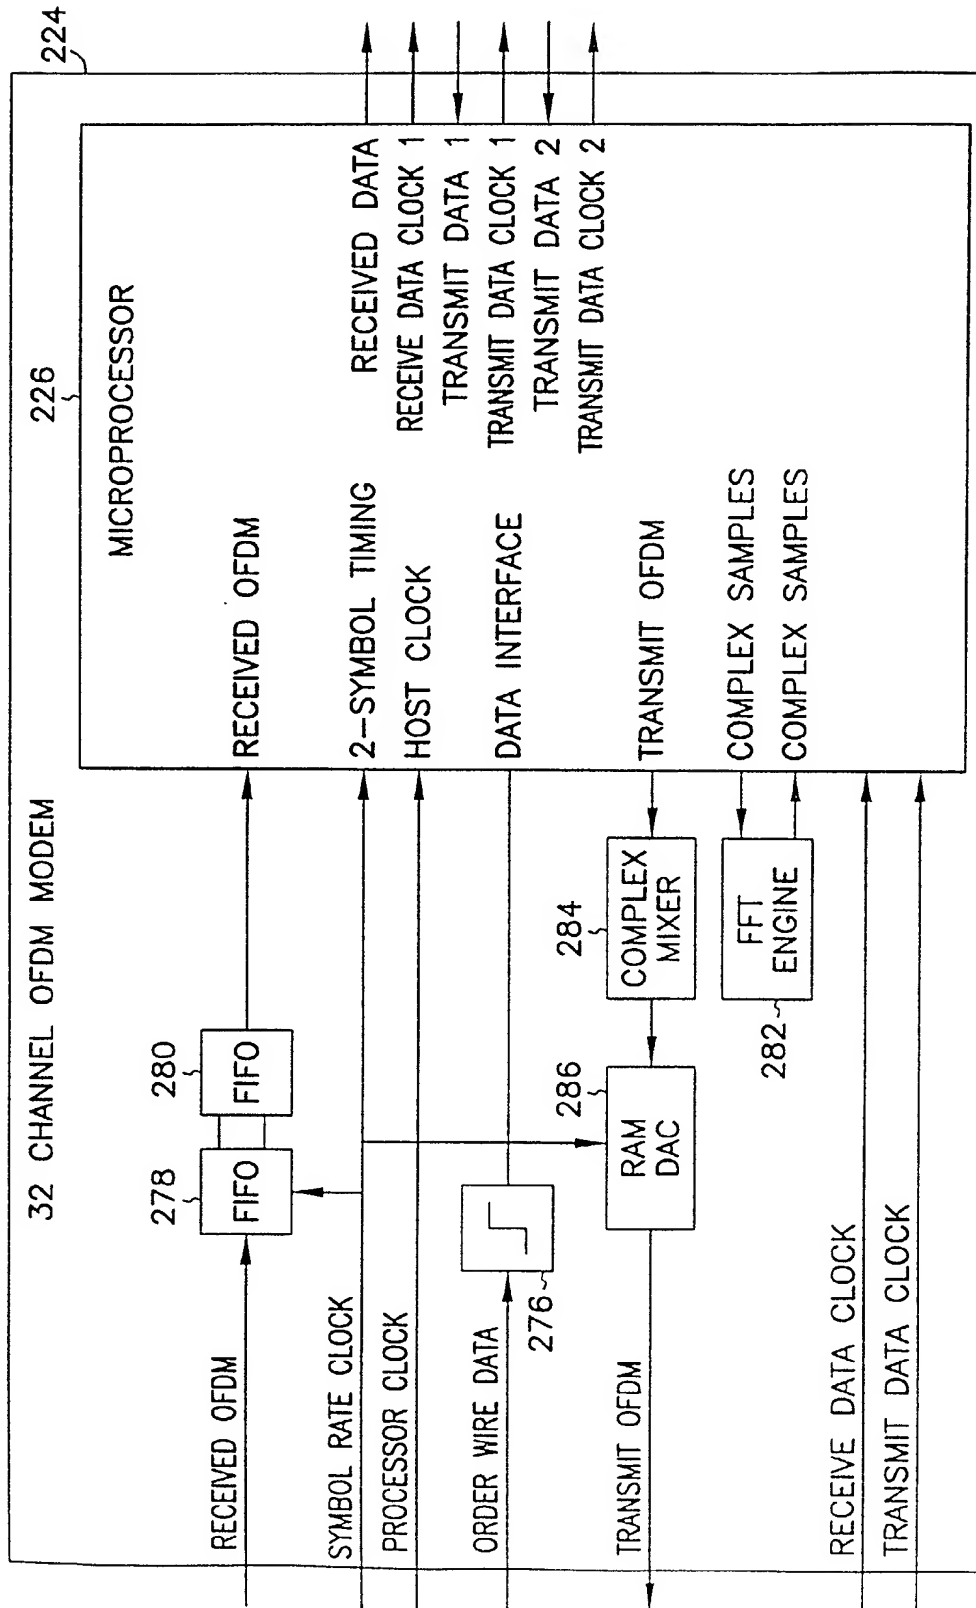 224
32 CHANNEL OFDM MODEM
226
MICROPROCESSOR
RECEIVED OFDM
278
FIFO
280
FIFO
RECEIVED OFDM
SYMBOL RATE CLOCK
2-SYMBOL TIMING
PROCESSOR CLOCK
HOST CLOCK
ORDER WIRE DATA
276
DATA INTERFACE
TRANSMIT OFDM
286
RAM
DAC
284
COMPLEX
MIXER
TRANSMIT OFDM
282
FFT
ENGINE
COMPLEX SAMPLES
COMPLEX SAMPLES
RECEIVE DATA CLOCK
TRANSMIT DATA CLOCK
RECEIVED DATA
RECEIVE DATA CLOCK 1
TRANSMIT DATA 1
TRANSMIT DATA CLOCK 1
TRANSMIT DATA 2
TRANSMIT DATA CLOCK 2